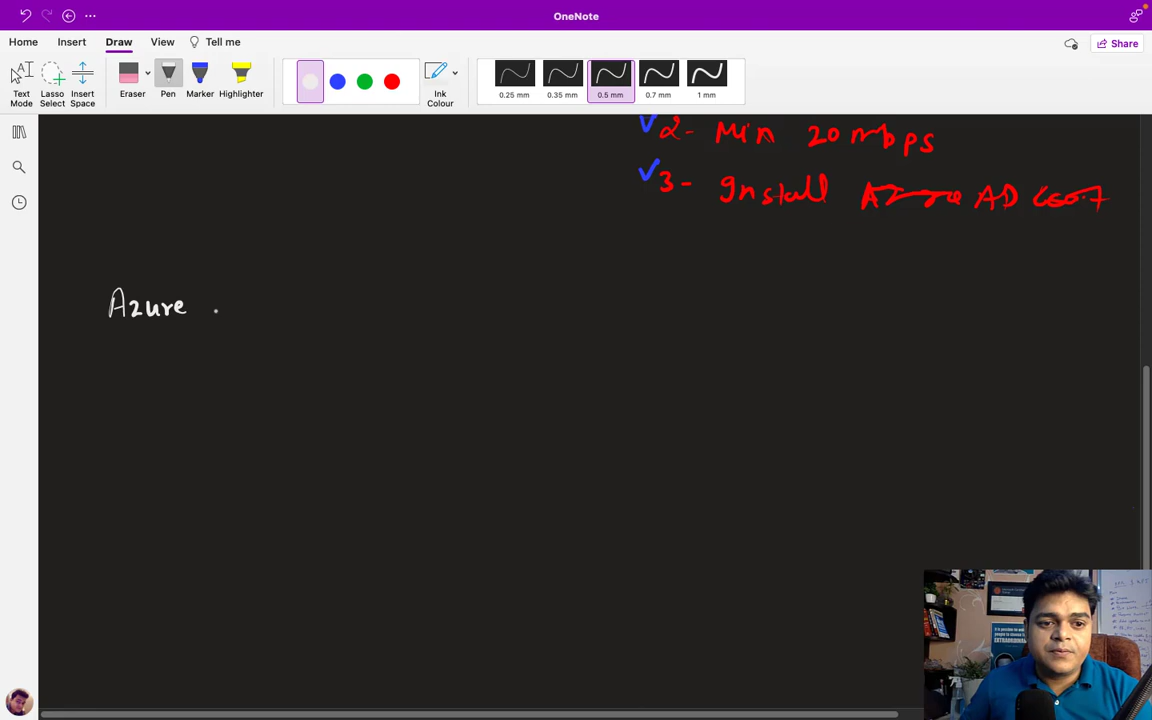 OneNote
Home Insert Draw View Tell me
Share
Text Mode
Lasso Select
Insert Space
Eraser
Pen
Marker
Highlighter
Ink Colour
0.25 mm
0.35 mm
0.5 mm
0.7 mm
1 mm
2- Min 20 mbps
3- Install Azure AD
Azure
EXTRAORDINARY